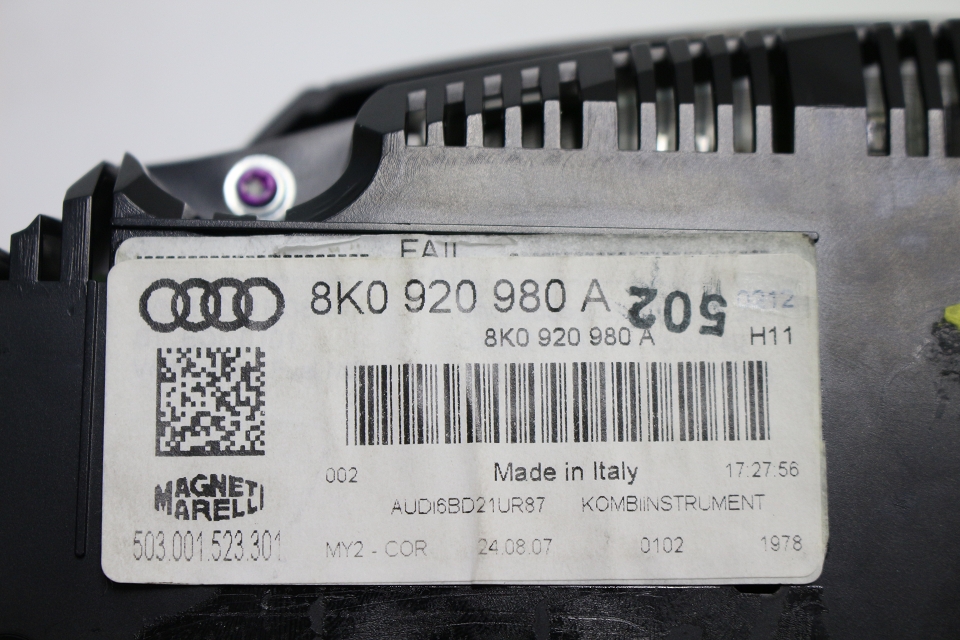 FAIL
8K0 920 980 A 502 0212
8K0 920 980 A H11
002 Made in Italy 17:27:56
MAGNETI MARELLI
AUDI6BD21UR87 KOMBIINSTRUMENT
503.001.523.301 MY2 - COR 24.08.07 0102 1978